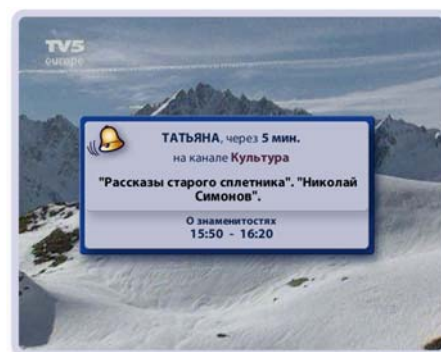 TV5
europe
ТАТЬЯНА, через 5 мин.
на канале Культура
"Рассказы старого сплетника". "Николай
Симонов".
О знаменитостях
15:50 - 16:20